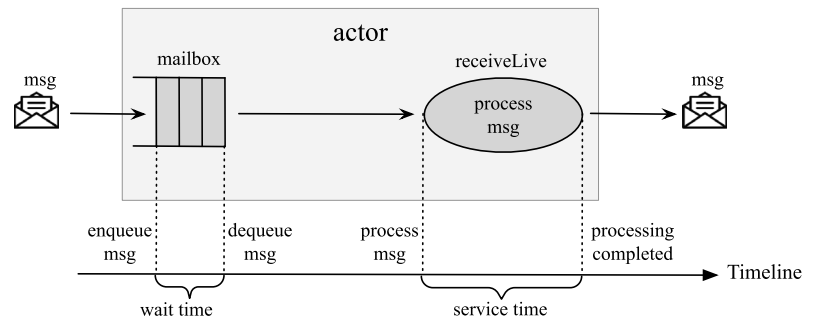 actor
mailbox
receiveLive
msg
msg
process
msg
enqueue
msg
dequeue
msg
process
msg
processing
completed
Timeline
wait time
service time